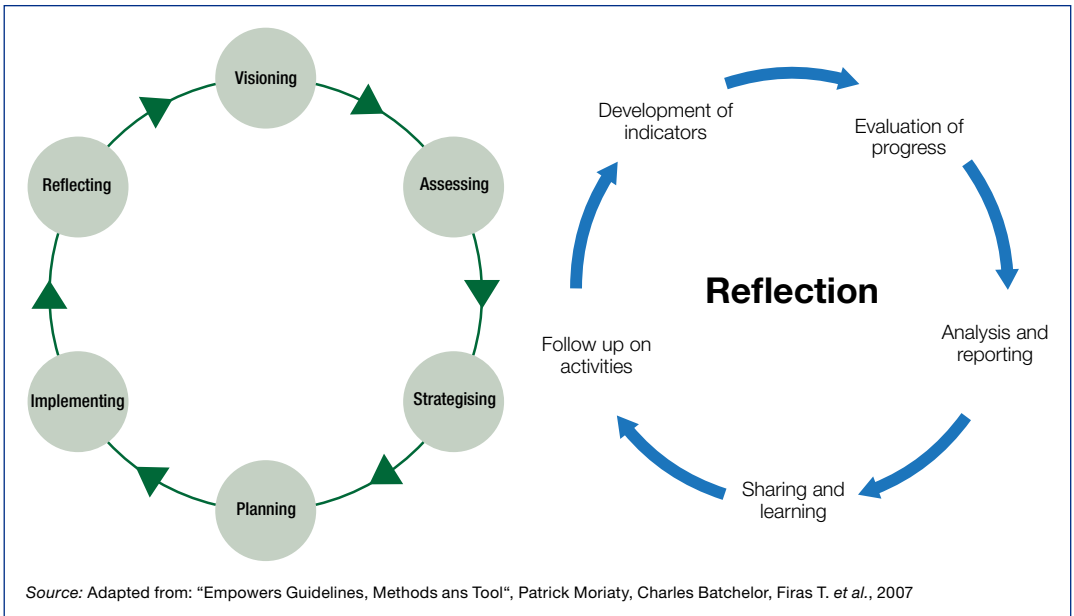 Visioning
Assessing
Strategising
Planning
Implementing
Reflecting
Development of
indicators
Evaluation of
progress
Analysis and
reporting
Sharing and
learning
Follow up on
activities
Reflection
Source: Adapted from: “Empowers Guidelines, Methods ans Tool“, Patrick Moriaty, Charles Batchelor, Firas T. et al., 2007